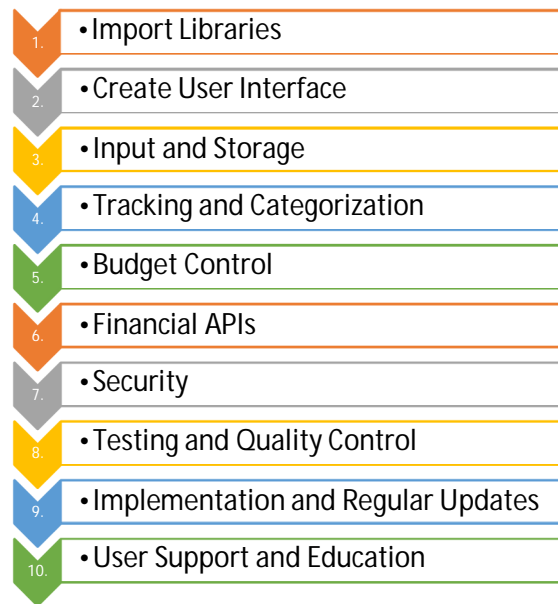 1. •Import Libraries
2. •Create User Interface
3. •Input and Storage
4. •Tracking and Categorization
5. •Budget Control
6. •Financial APIs
7. •Security
8. •Testing and Quality Control
9. •Implementation and Regular Updates
10. •User Support and Education